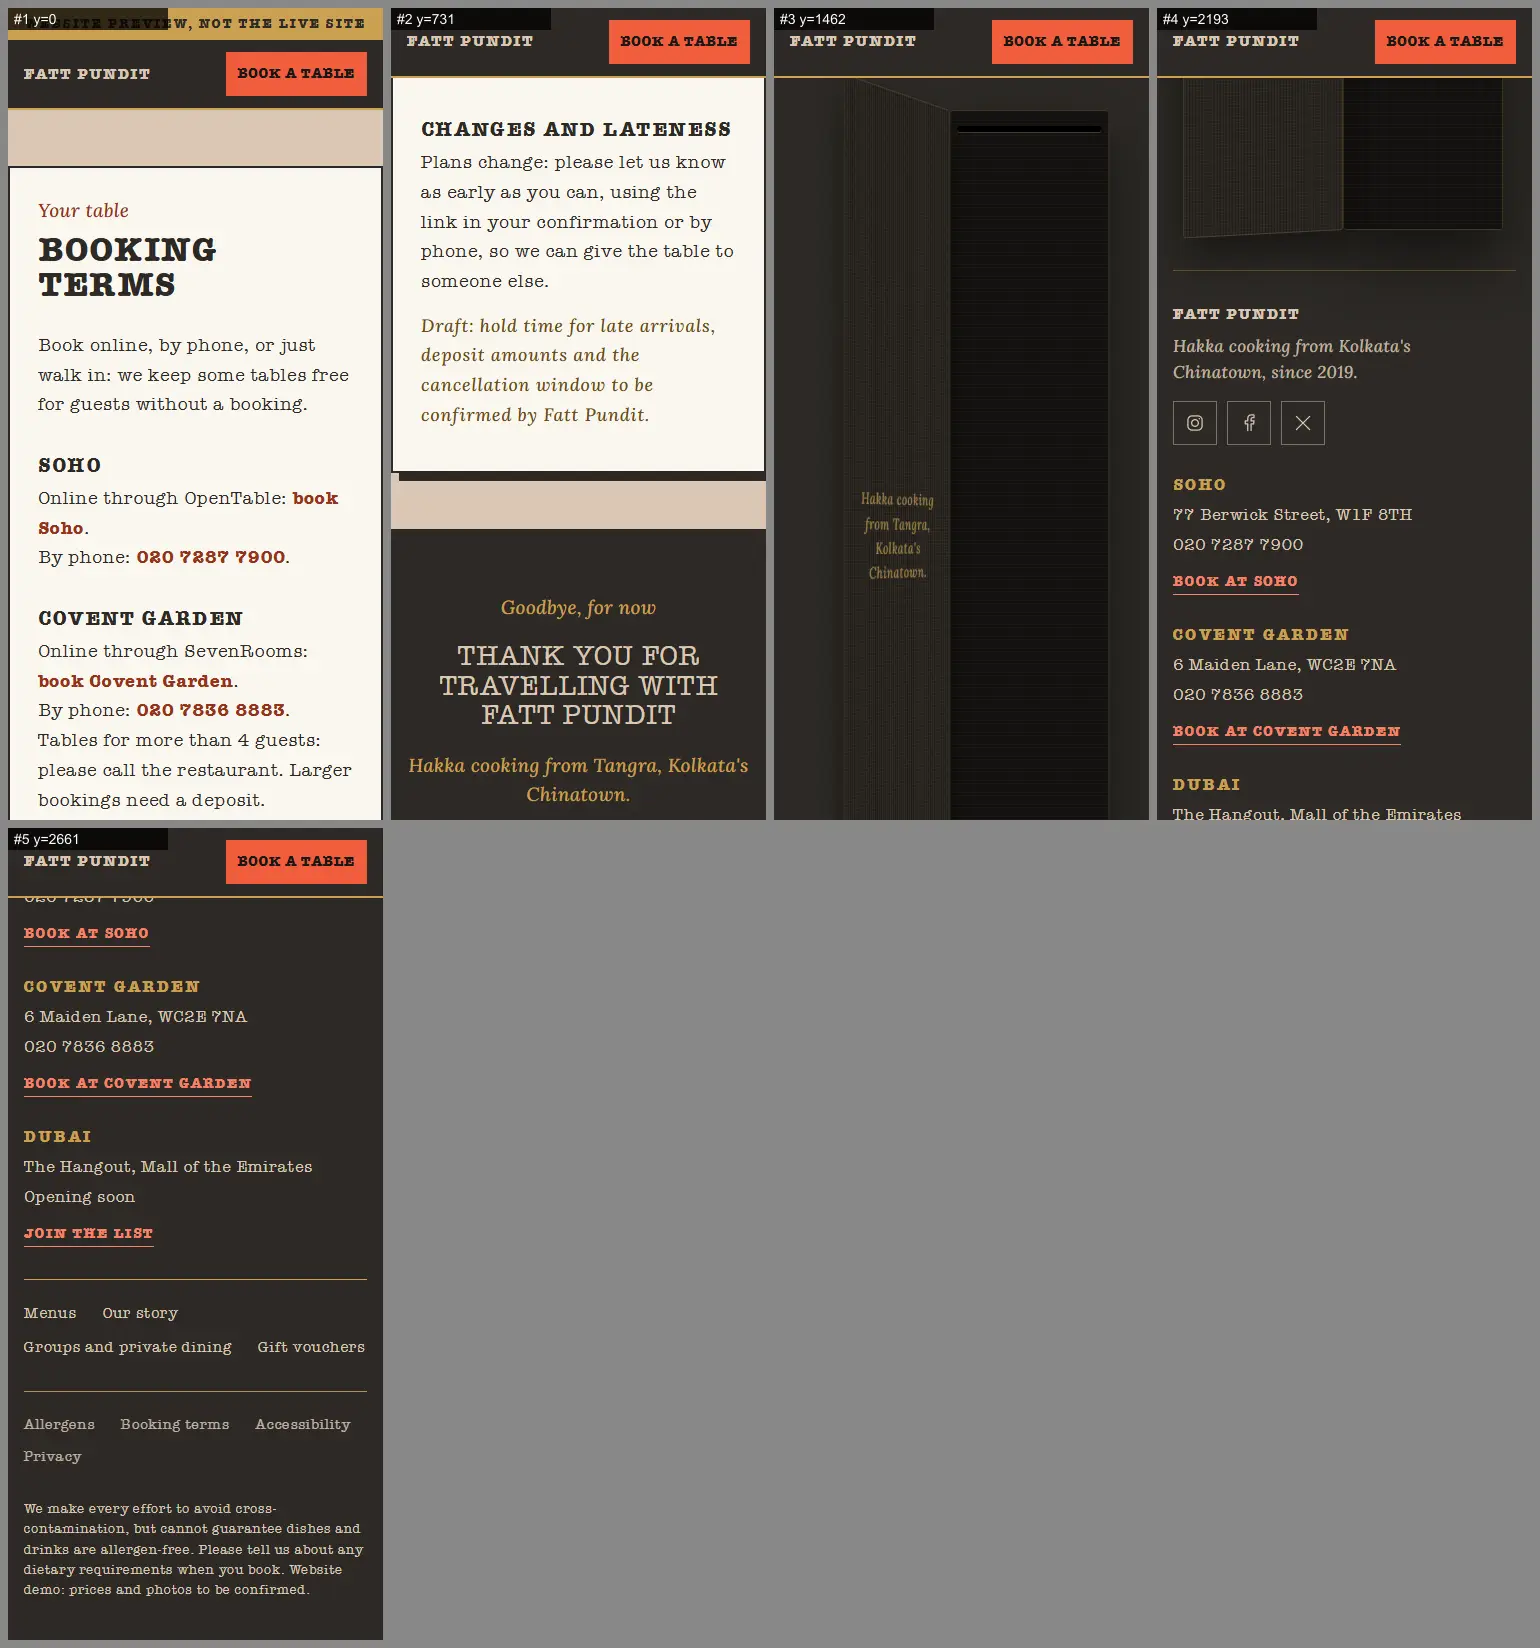 #1 y=0
PREVIEW, NOT THE LIVE SITE
FATT PUNDIT
BOOK A TABLE
Your table
BOOKING
TERMS
Book online, by phone, or just
walk in: we keep some tables free
for guests without a booking.
SOHO
Online through OpenTable: book
Soho.
By phone: 020 7287 7900.
COVENT GARDEN
Online through SevenRooms:
book Covent Garden.
By phone: 020 7836 8883.
Tables for more than 4 guests:
please call the restaurant. Larger
bookings need a deposit.
#2 y=731
FATT PUNDIT
BOOK A TABLE
CHANGES AND LATENESS
Plans change: please let us know
as early as you can, using the
link in your confirmation or by
phone, so we can give the table to
someone else.
Draft: hold time for late arrivals,
deposit amounts and the
cancellation window to be
confirmed by Fatt Pundit.
Goodbye, for now
THANK YOU FOR
TRAVELLING WITH
FATT PUNDIT
Hakka cooking from Tangra, Kolkata's
Chinatown.
#3 y=1462
FATT PUNDIT
BOOK A TABLE
Hakka cooking
from Tangra,
Kolkata's
Chinatown.
#4 y=2193
FATT PUNDIT
BOOK A TABLE
FATT PUNDIT
Hakka cooking from Kolkata's
Chinatown, since 2019.
SOHO
77 Berwick Street, W1F 8TH
020 7287 7900
BOOK AT SOHO
COVENT GARDEN
6 Maiden Lane, WC2E 7NA
020 7836 8883
BOOK AT COVENT GARDEN
DUBAI
The Hangout, Mall of the Emirates
#5 y=2661
FATT PUNDIT
BOOK A TABLE
020 7287 7900
BOOK AT SOHO
COVENT GARDEN
6 Maiden Lane, WC2E 7NA
020 7836 8883
BOOK AT COVENT GARDEN
DUBAI
The Hangout, Mall of the Emirates
Opening soon
JOIN THE LIST
Menus Our story
Groups and private dining Gift vouchers
Allergens Booking terms Accessibility
Privacy
We make every effort to avoid cross-
contamination, but cannot guarantee dishes and
drinks are allergen-free. Please tell us about any
dietary requirements when you book. Website
demo: prices and photos to be confirmed.